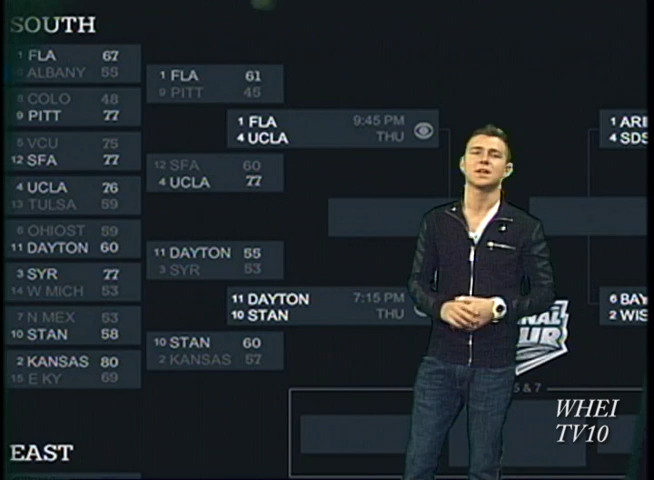 SOUTH
1 FLA 67
16 ALBANY 55
8 COLO 48
9 PITT 77
5 VCU 75
12 SFA 77
4 UCLA 76
13 TULSA 59
6 OHIOST 59
11 DAYTON 60
3 SYR 77
14 W MICH 53
7 N MEX 53
10 STAN 58
2 KANSAS 80
15 E KY 69
EAST
1 FLA 61
9 PITT 45
12 SFA 60
4 UCLA 77
11 DAYTON 55
3 SYR 53
10 STAN 60
2 KANSAS 57
1 FLA 9:45 PM
4 UCLA THU
11 DAYTON 7:15 PM
10 STAN THU
1 ARI
4 SDS
6 BAY
2 WIS
NAL
UR
5 & 7
WHEI
TV10